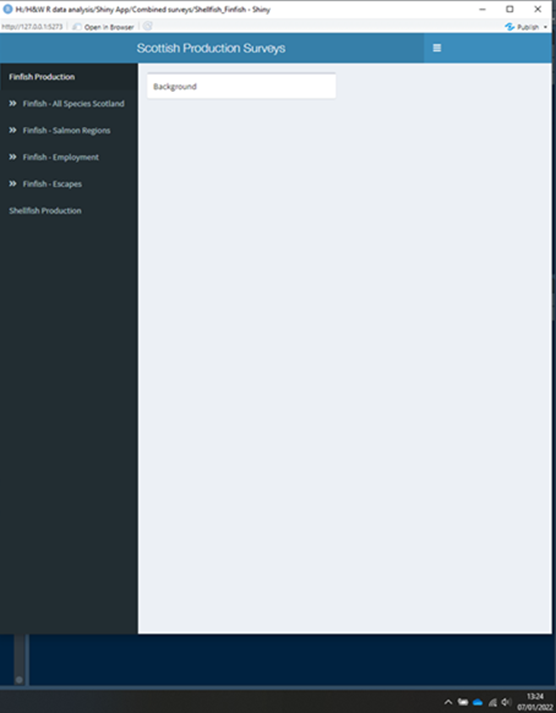 H:/H&W R data analysis/Shiny App/Combined surveys/Shellfish_Finfish - Shiny
http://127.0.0.1:5273 Open in Browser Publish
Scottish Production Surveys
Finfish Production
Background
Finfish - All Species Scotland
Finfish - Salmon Regions
Finfish - Employment
Finfish - Escapes
Shellfish Production
13:24
07/01/2022